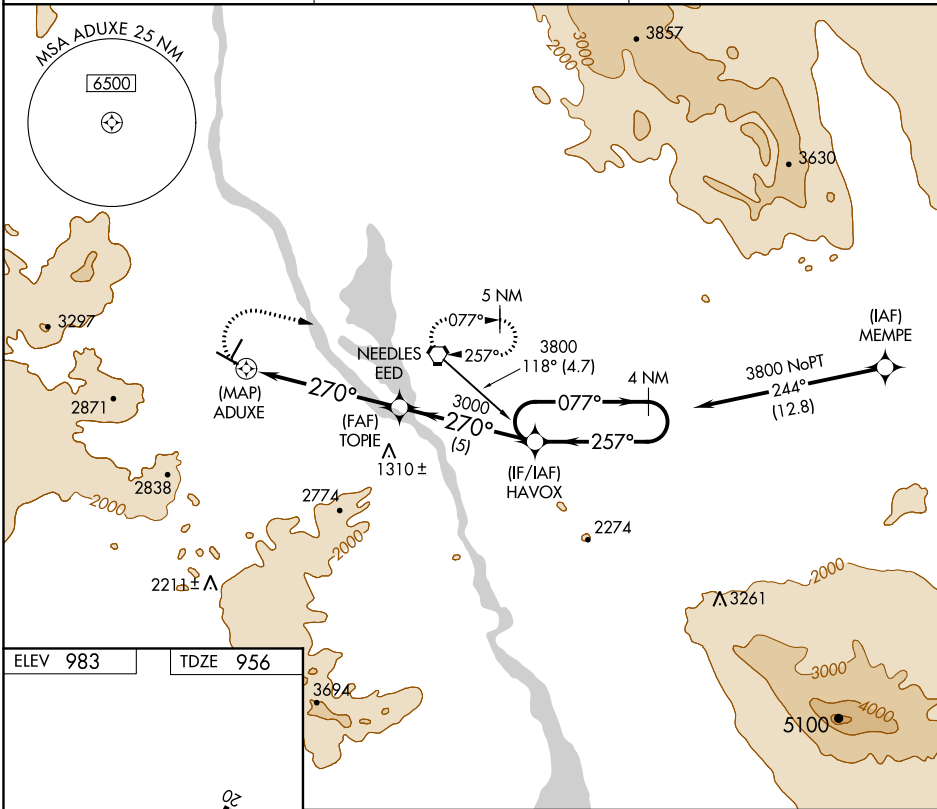 MSA ADUXE 25 NM
6500
3857
3000
2000
3630
3297
2871
2838
2000
(MAP)
ADUXE
270°
NEEDLES
EED
(FAF)
TOPIE
1310 ±
5 NM
077°
257°
3800
118° (4.7)
3000
270°
(5)
(IF/IAF)
HAVOX
4 NM
077°
257°
(IAF)
MEMPE
3800 NoPT
244°
(12.8)
2774
2000
2211 ±
2274
3261
2000
3000
4000
5100
3694
ELEV 983
TDZE 956
20